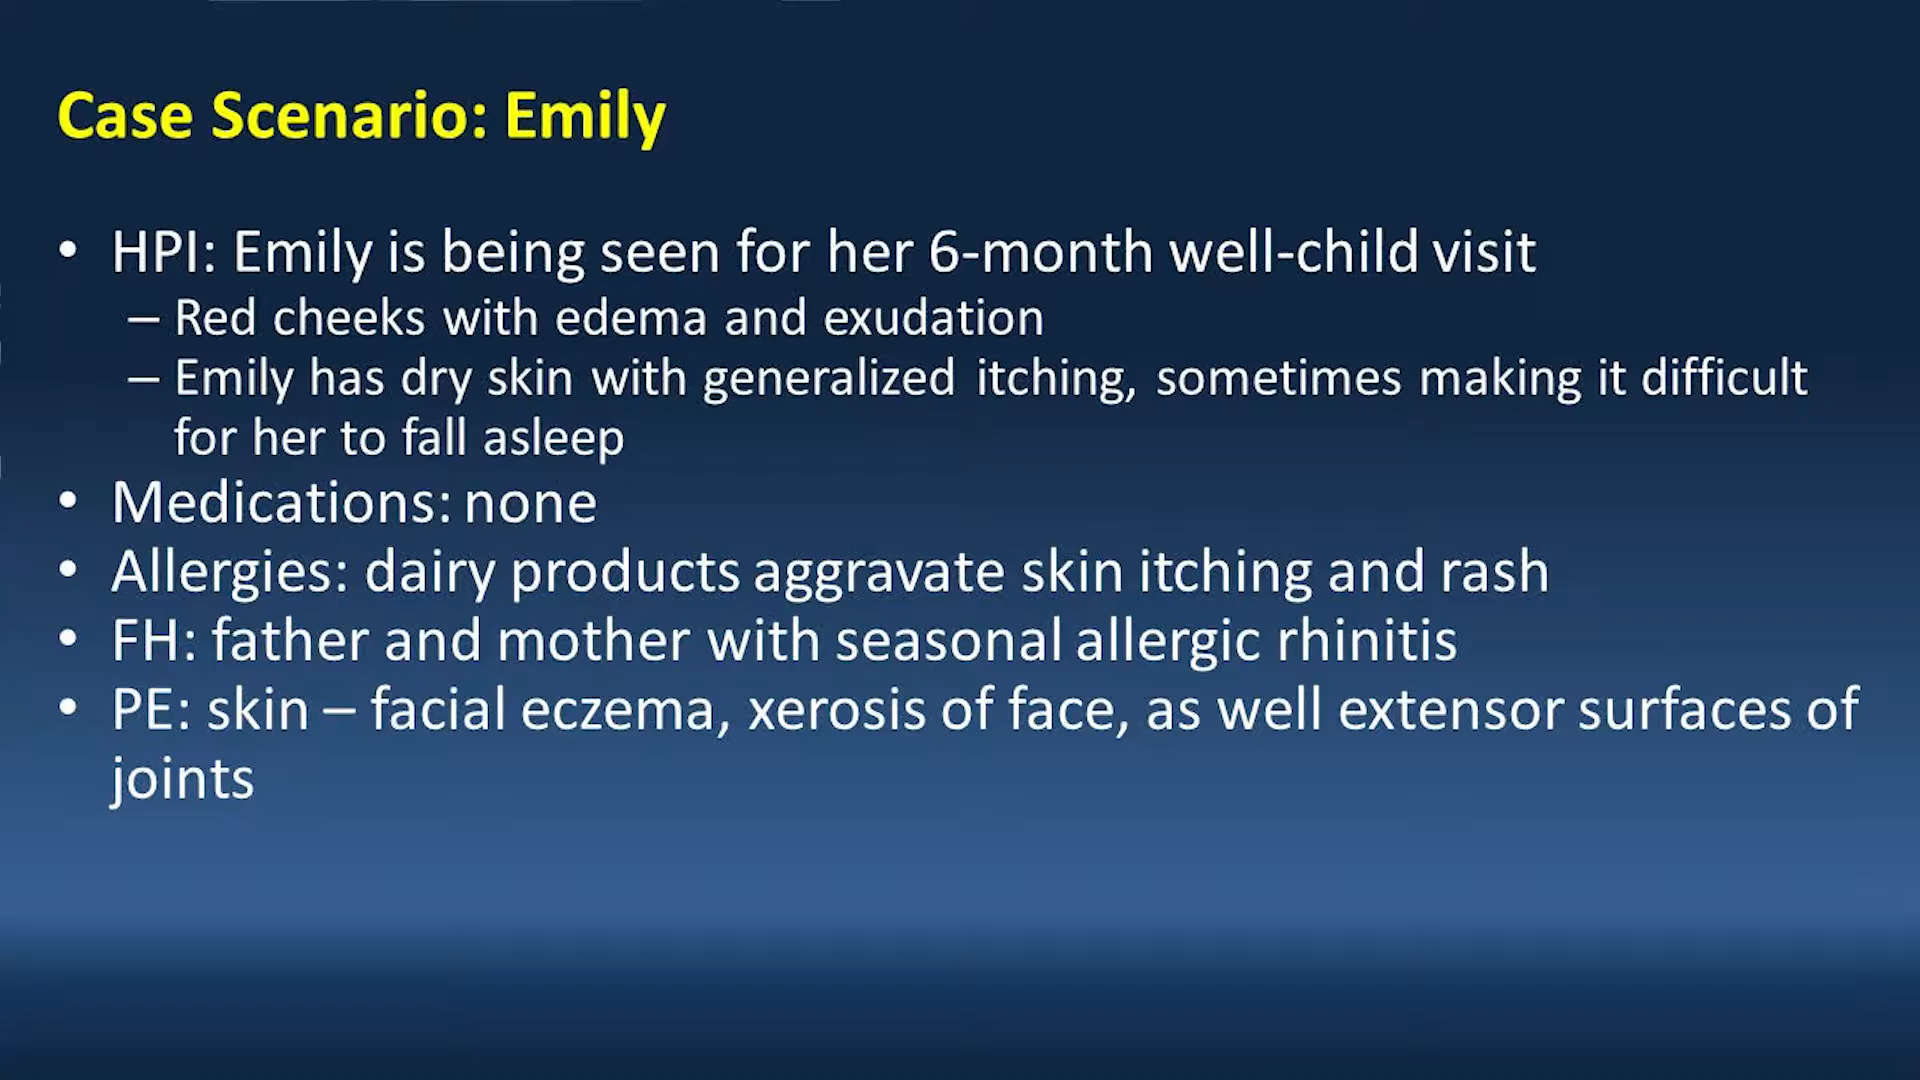 Case Scenario: Emily
• HPI: Emily is being seen for her 6-month well-child visit
– Red cheeks with edema and exudation
– Emily has dry skin with generalized itching, sometimes making it difficult
for her to fall asleep
• Medications: none
• Allergies: dairy products aggravate skin itching and rash
• FH: father and mother with seasonal allergic rhinitis
• PE: skin – facial eczema, xerosis of face, as well extensor surfaces of
joints